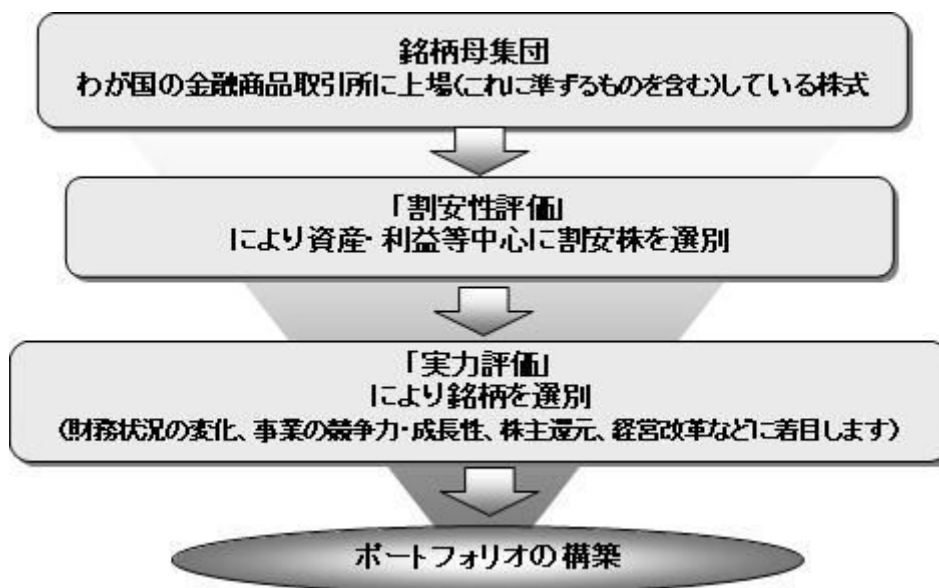 銘柄母集団
わが国の金融商品取引所に上場(これに準ずるものを含む)している株式
「割安性評価」
により資産・利益等中心に割安株を選別
「実力評価」
により銘柄を選別
(財務状況の変化、事業の競争力・成長性、株主還元、経営改革などに着目します)
ポートフォリオの構築